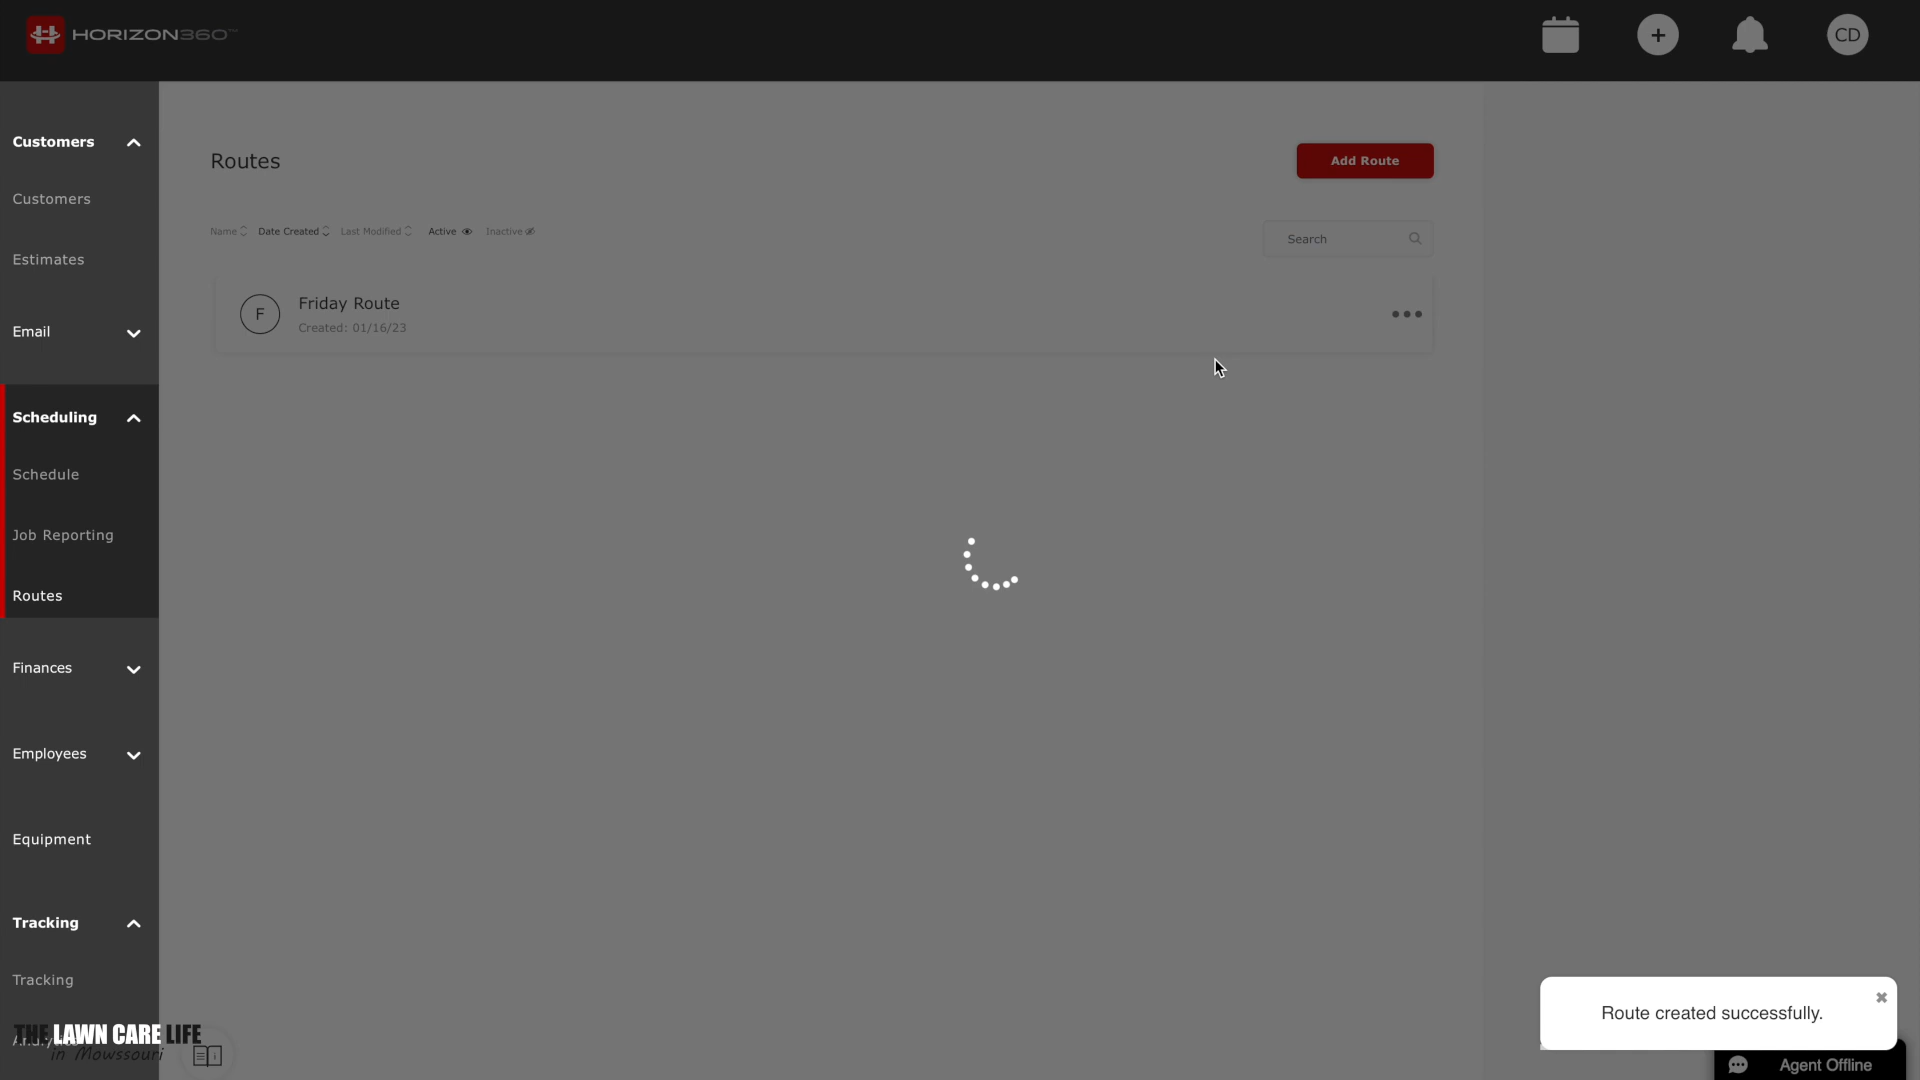 HORIZON360™
CD
Customers
Customers
Estimates
Email
Scheduling
Schedule
Job Reporting
Routes
Finances
Employees
Equipment
Tracking
Tracking
Routes
Add Route
Name
Date Created
Last Modified
Active
Inactive
Search
F
Friday Route
Created: 01/16/23
THE LAWN CARE LIFE
in Mowssouri
Route created successfully.
Agent Offline